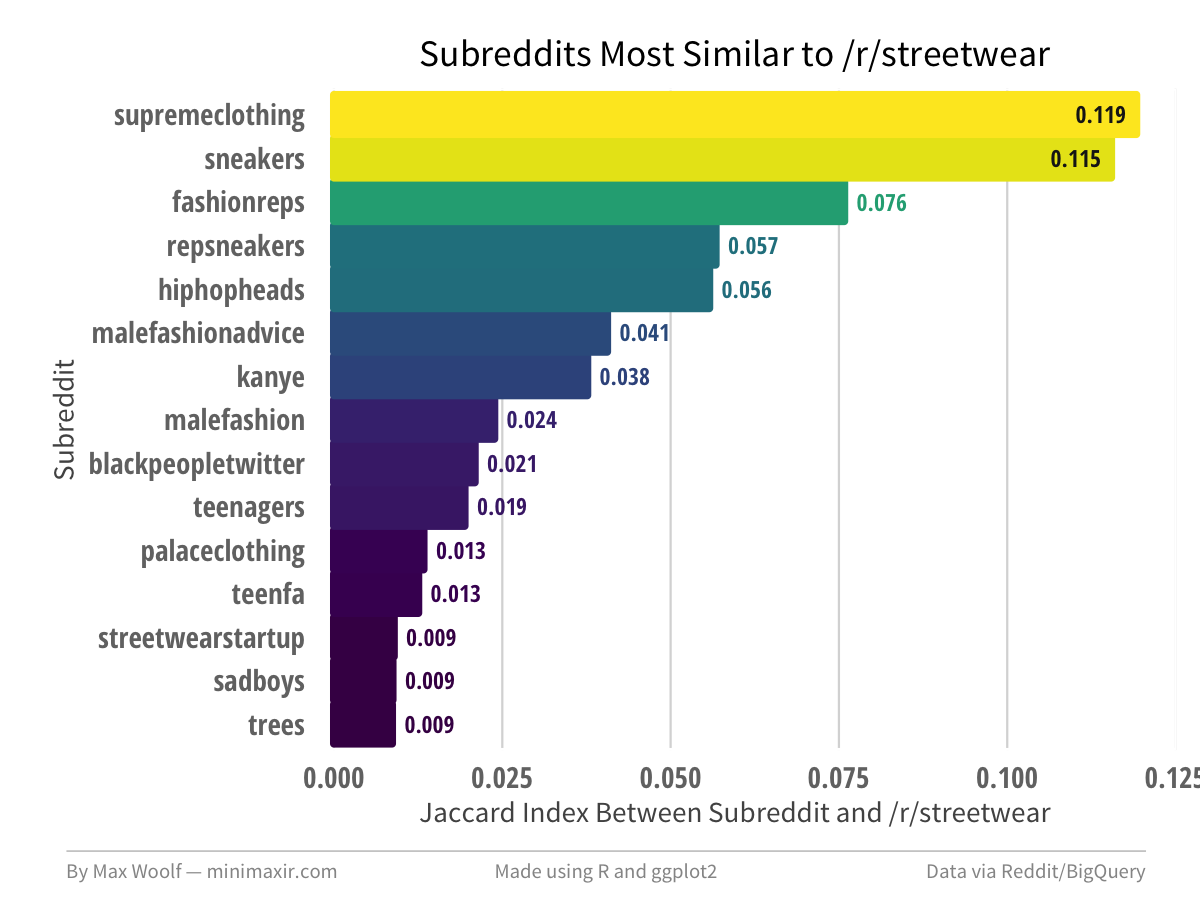 Subreddits Most Similar to /r/streetwear
supremeclothing 0.119
sneakers 0.115
fashionreps 0.076
repsneakers 0.057
hiphopheads 0.056
malefashionadvice 0.041
kanye 0.038
malefashion 0.024
blackpeopletwitter 0.021
teenagers 0.019
palaceclothing 0.013
teenfa 0.013
streetwearstartup 0.009
sadboys 0.009
trees 0.009
Subreddit
0.000 0.025 0.050 0.075 0.100 0.125
Jaccard Index Between Subreddit and /r/streetwear
By Max Woolf — minimaxir.com Made using R and ggplot2 Data via Reddit/BigQuery